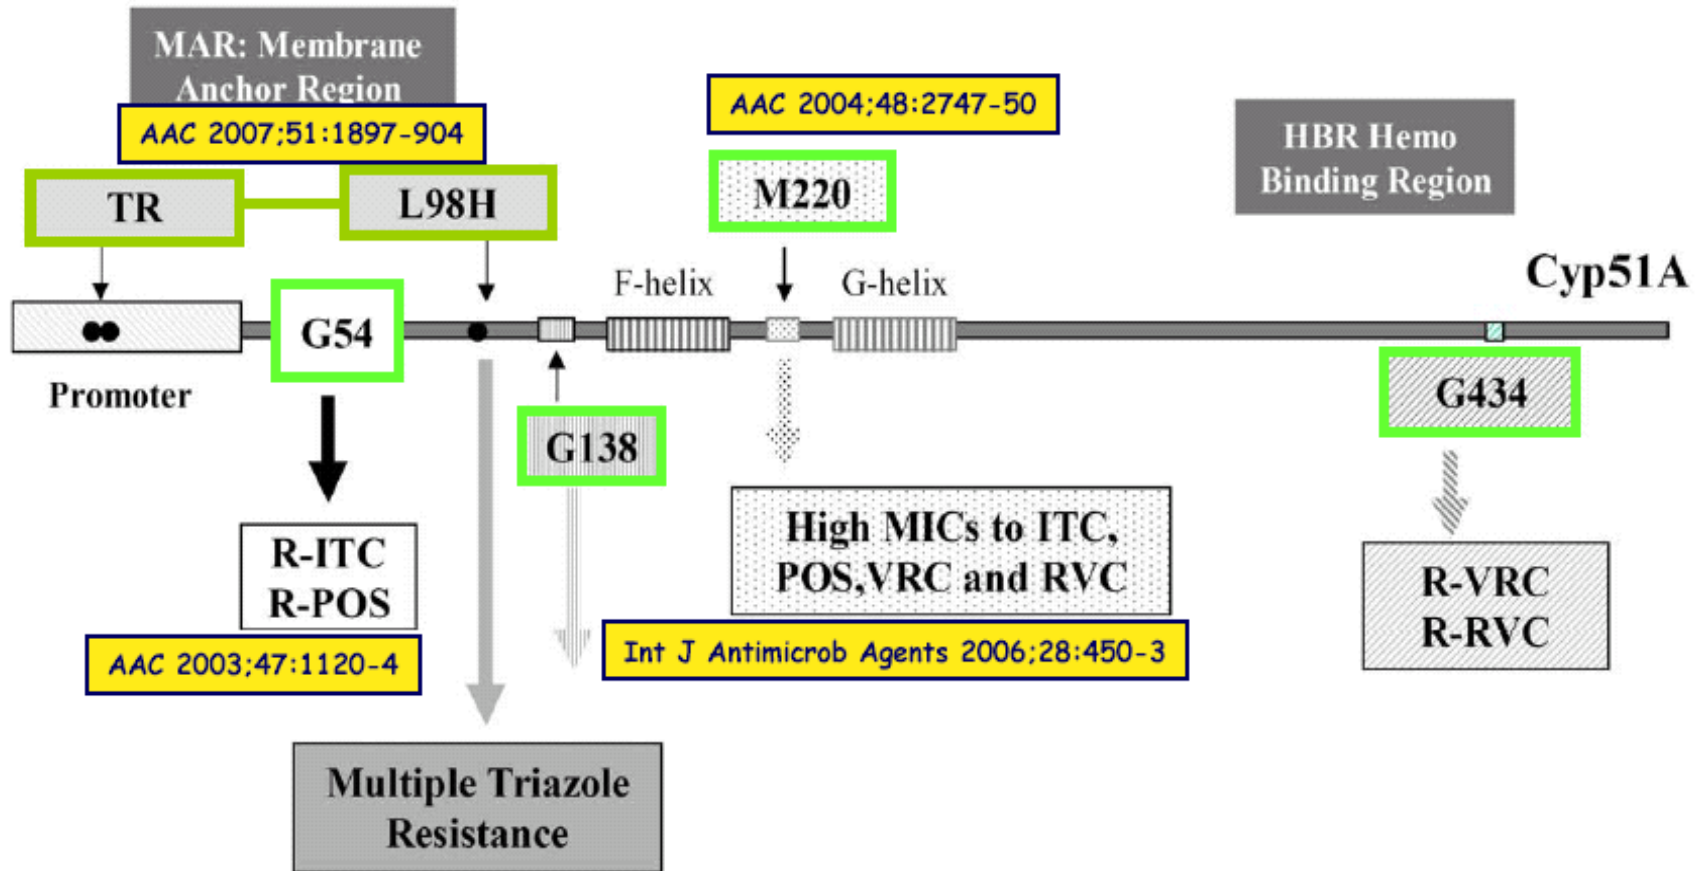 MAR: Membrane
Anchor Region
AAC 2007;51:1897-904
AAC 2004;48:2747-50
HBR Hemo
Binding Region
TR
L98H
M220
F-helix
G-helix
Cyp51A
G54
Promoter
G138
G434
R-ITC
R-POS
AAC 2003;47:1120-4
High MICs to ITC,
POS,VRC and RVC
Int J Antimicrob Agents 2006;28:450-3
R-VRC
R-RVC
Multiple Triazole
Resistance